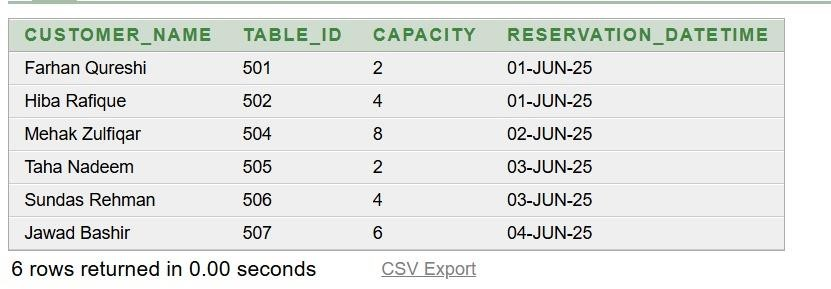 CUSTOMER_NAME TABLE_ID CAPACITY RESERVATION_DATETIME
Farhan Qureshi 501 2 01-JUN-25
Hiba Rafique 502 4 01-JUN-25
Mehak Zulfiqar 504 8 02-JUN-25
Taha Nadeem 505 2 03-JUN-25
Sundas Rehman 506 4 03-JUN-25
Jawad Bashir 507 6 04-JUN-25
6 rows returned in 0.00 seconds CSV Export